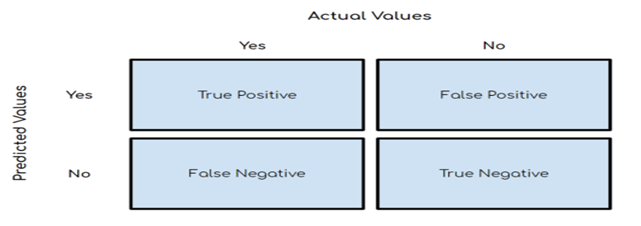 Actual Values
Yes No
Predicted Values
Yes True Positive False Positive
No False Negative True Negative